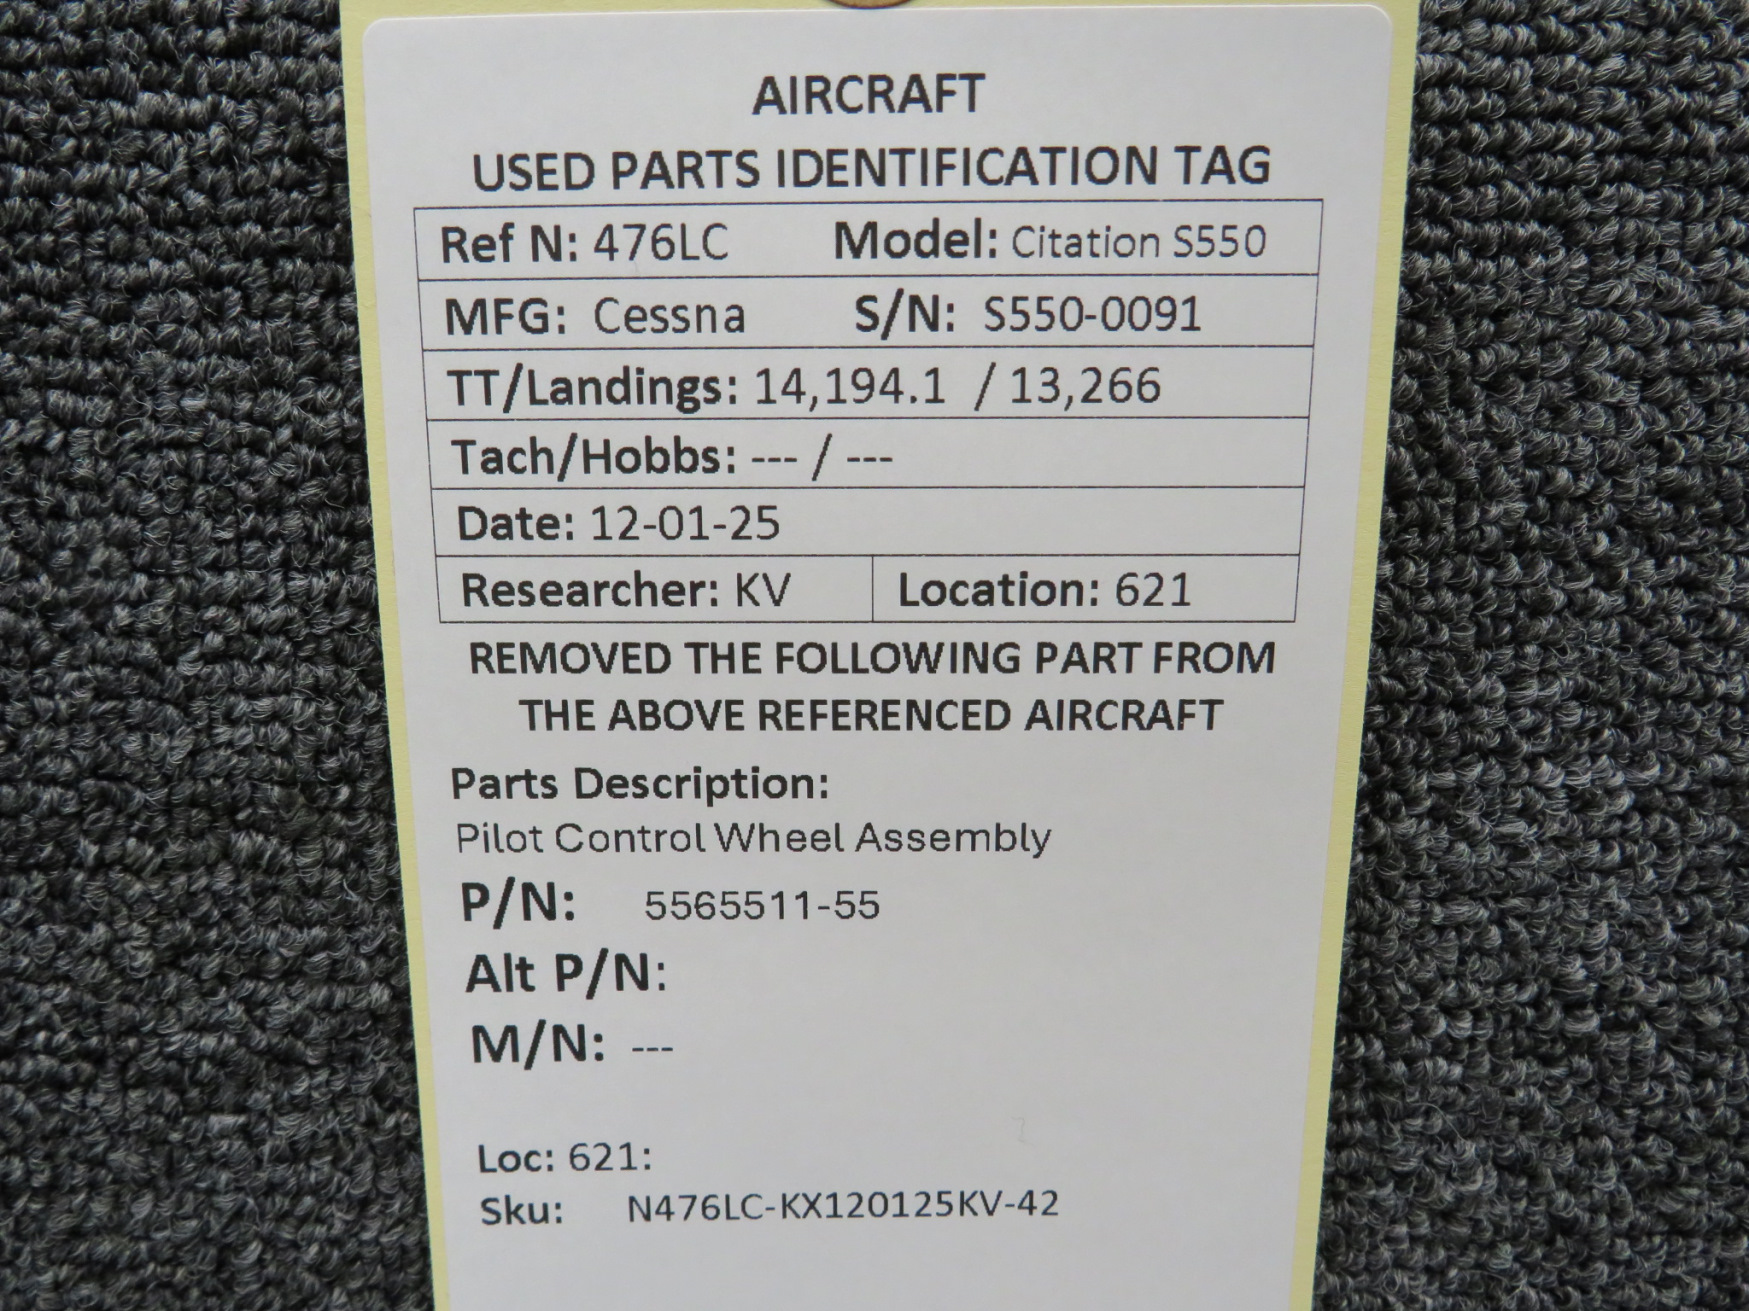 AIRCRAFT
USED PARTS IDENTIFICATION TAG
Ref N: 476LC Model: Citation S550
MFG: Cessna S/N: S550-0091
TT/Landings: 14,194.1 / 13,266
Tach/Hobbs: --- / ---
Date: 12-01-25
Researcher: KV Location: 621
REMOVED THE FOLLOWING PART FROM
THE ABOVE REFERENCED AIRCRAFT
Parts Description:
Pilot Control Wheel Assembly
P/N: 5565511-55
Alt P/N:
M/N: ---
Loc: 621:
Sku: N476LC-KX120125KV-42